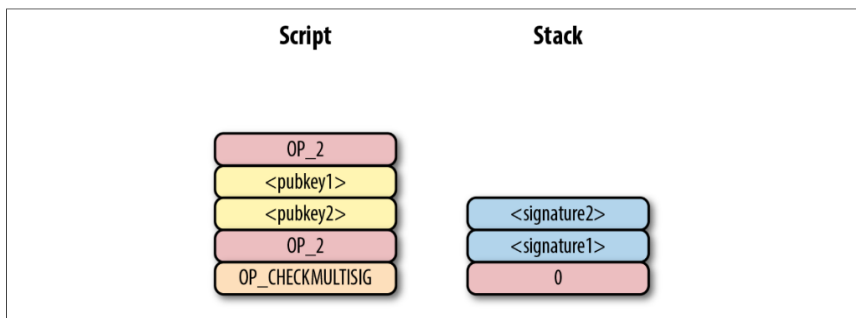 Script Stack
OP_2
<pubkey1>
<pubkey2> <signature2>
OP_2 <signature1>
OP_CHECKMULTISIG 0